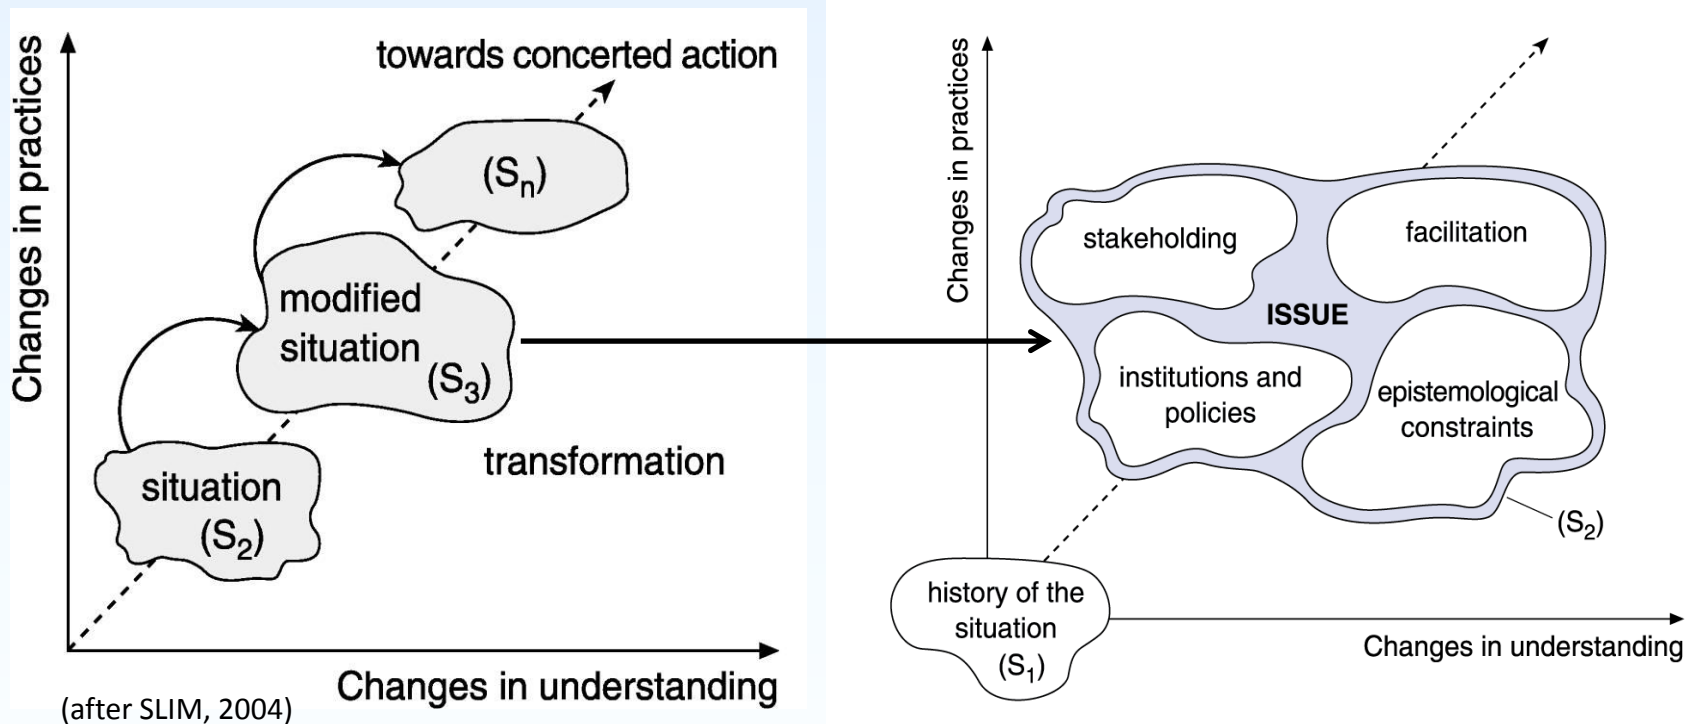 Changes in practices
towards concerted action
(Sn)
modified
situation
(S3)
transformation
situation
(S2)
Changes in understanding
(after SLIM, 2004)
Changes in practices
stakeholding
facilitation
ISSUE
institutions and
policies
epistemological
constraints
(S2)
history of the
situation
(S1)
Changes in understanding